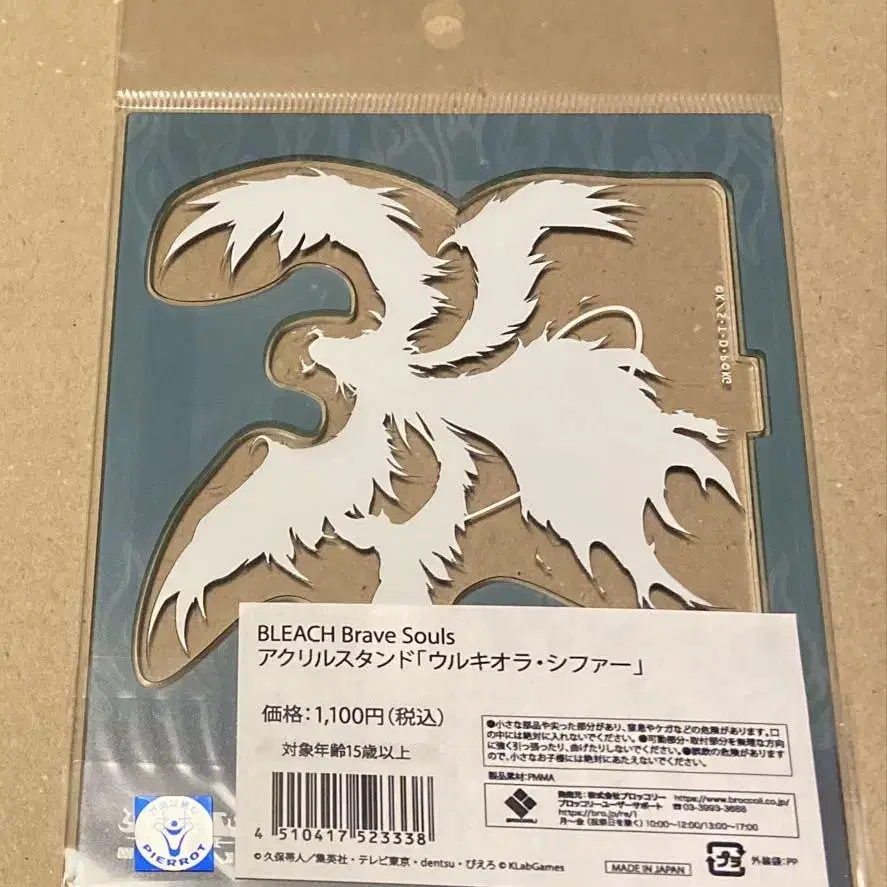 BLEACH Brave Souls
アクリルスタンド「ウルキオラ・シファー」
価格:1,100円(税込)
対象年齢15歳以上
●小さな部品や尖った部分があり、窒息やケガなどの危険があります。口
の中には絶対に入れないでください。●可動部分・取付部分を無理な方向
に強く引っ張ったり、曲げたりしないでください。●誤飲の危険があります
ので、小さなお子様には絶対にあたえないでください。
製品素材:PMMA
BROCCOLI
発売元:株式会社ブロッコリー https://www.broccoli.co.jp/
ブロッコリーユーザーサポート ☎03-3993-3688
https://bro.jp/re/1
月~金(祝祭日を除く)10:00~12:00/13:00~17:00
4 510417 523338
©久保帯人/集英社・テレビ東京・dentsu・ぴえろ ©KLabGames
MADE IN JAPAN
プラ
外装袋:PP
PIERROT